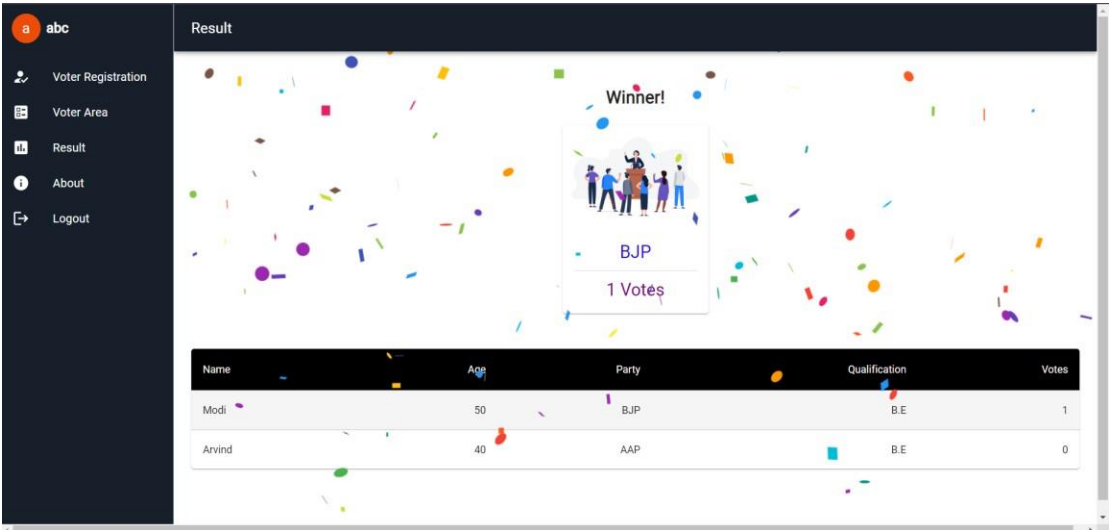 a abc
Result
Voter Registration
Voter Area
Result
About
Logout
Winner!
BJP
1 Votes
Name Age Party Qualification Votes
Modi 50 BJP B.E 1
Arvind 40 AAP B.E 0